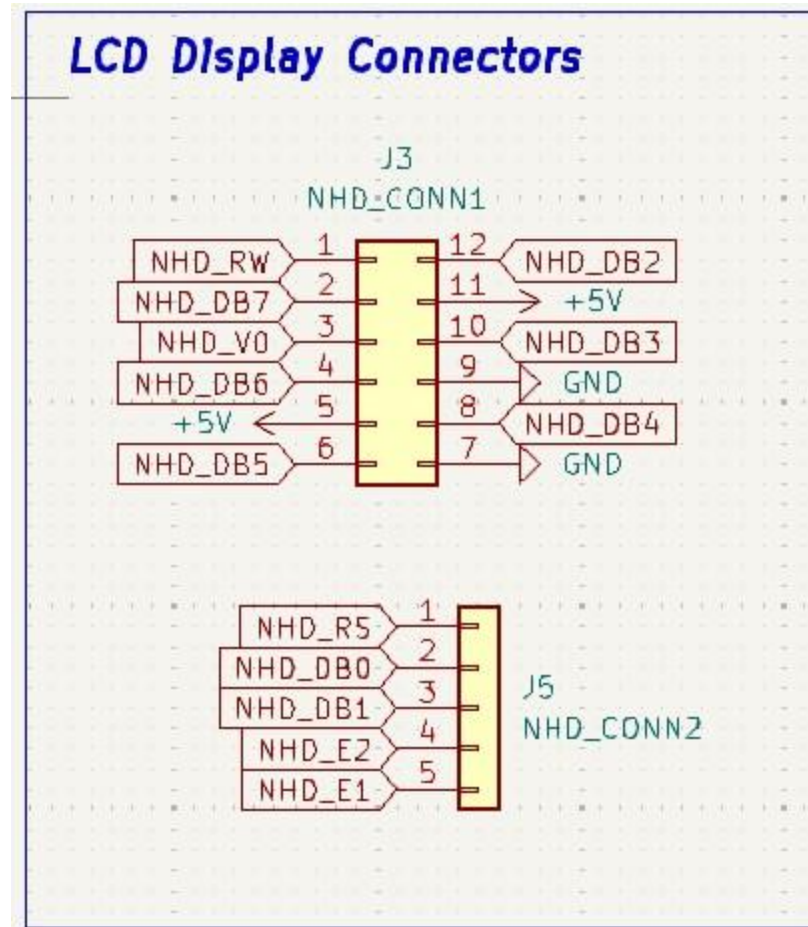 LCD Display Connectors
J3
NHD_CONN1
NHD_RW 1 12 NHD_DB2
NHD_DB7 2 11 +5V
NHD_V0 3 10 NHD_DB3
NHD_DB6 4 9 GND
+5V 5 8 NHD_DB4
NHD_DB5 6 7 GND
NHD_RS 1
NHD_DB0 2
NHD_DB1 3
NHD_E2 4
NHD_E1 5
J5
NHD_CONN2